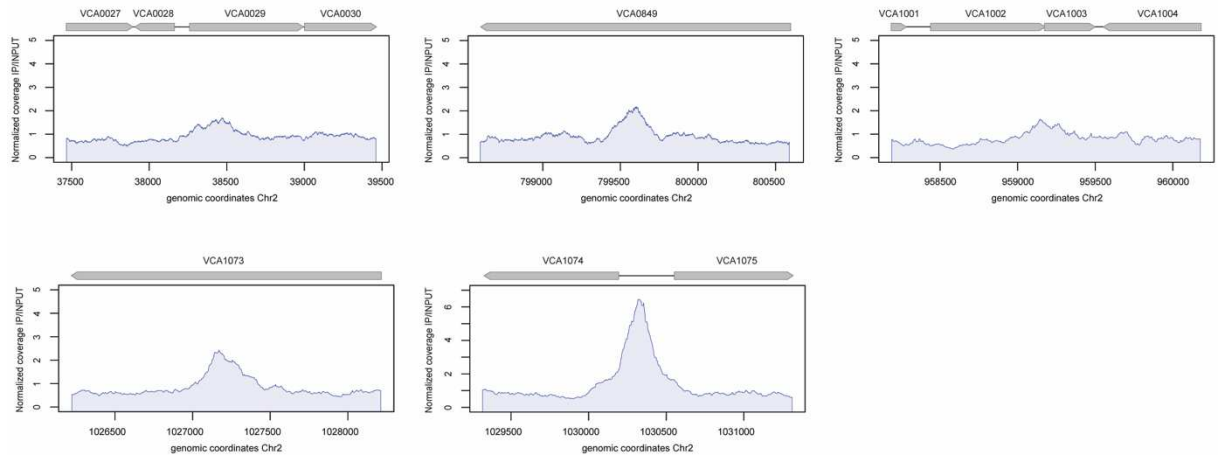 VCA0027 VCA0028 VCA0029 VCA0030
Normalized coverage IP/INPUT
5
4
3
2
1
0
37500 38000 38500 39000 39500
genomic coordinates Chr2
VCA0849
Normalized coverage IP/INPUT
5
4
3
2
1
0
799000 799500 800000 800500
genomic coordinates Chr2
VCA1001 VCA1002 VCA1003 VCA1004
Normalized coverage IP/INPUT
5
4
3
2
1
0
958500 959000 959500 960000
genomic coordinates Chr2
VCA1073
Normalized coverage IP/INPUT
5
4
3
2
1
0
1026500 1027000 1027500 1028000
genomic coordinates Chr2
VCA1074 VCA1075
Normalized coverage IP/INPUT
6
4
2
0
1029500 1030000 1030500 1031000
genomic coordinates Chr2